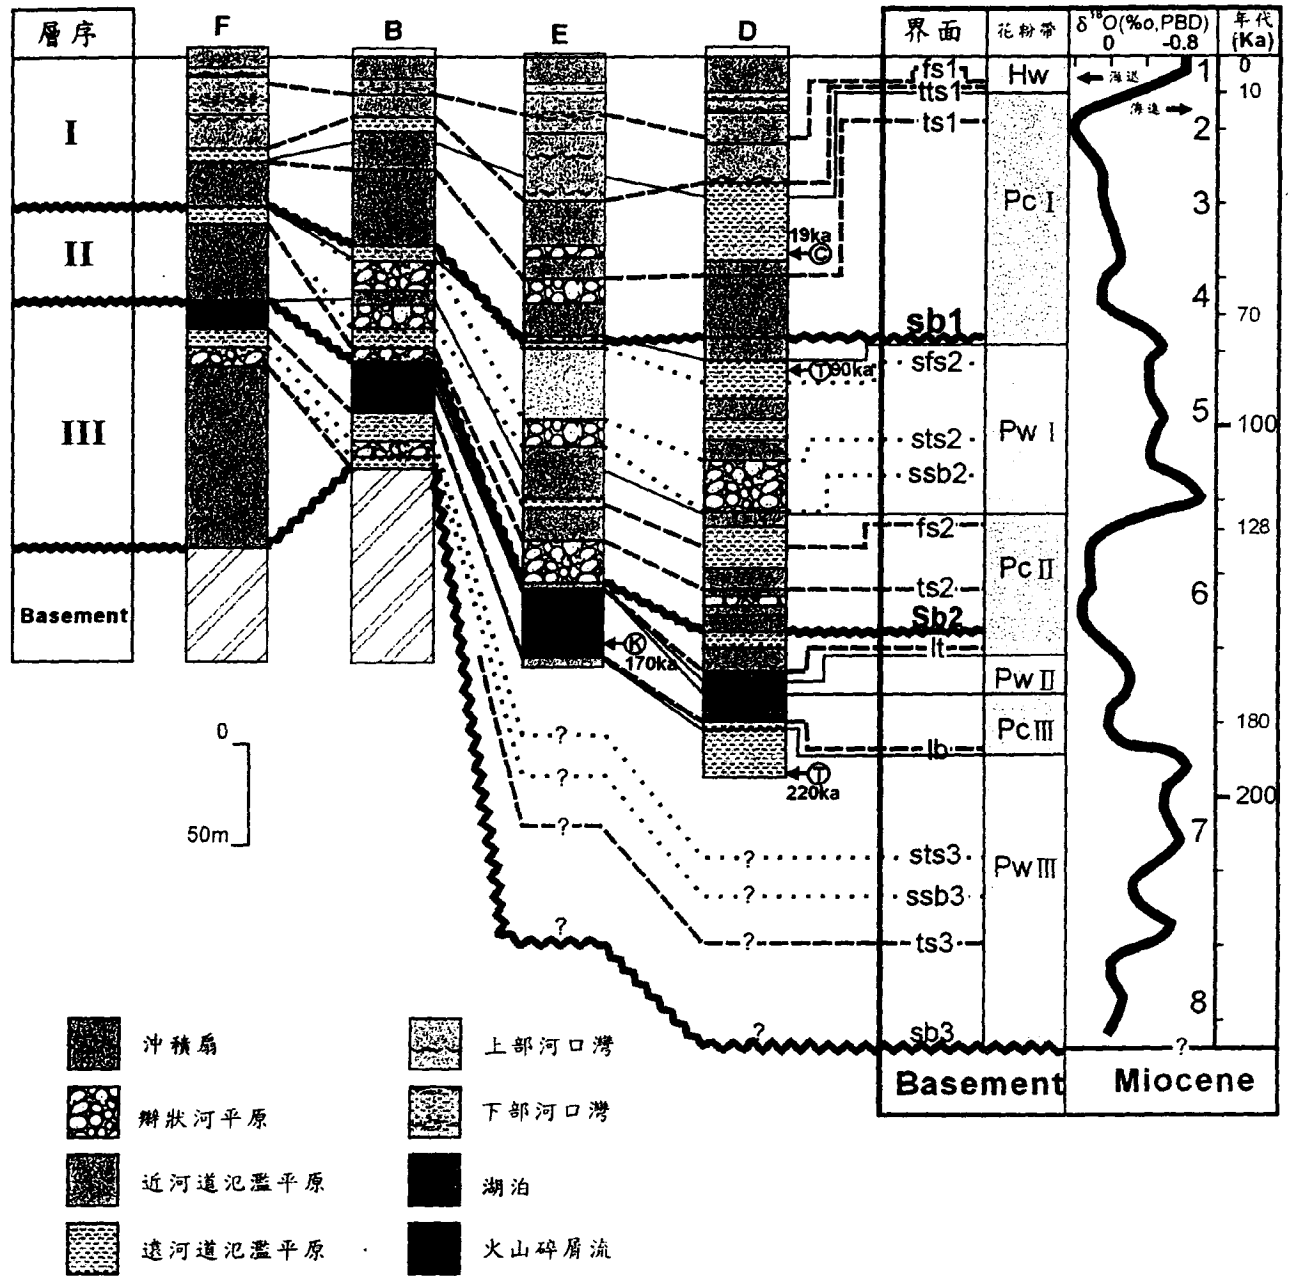 層序
F
B
E
D
界面
花粉帶
δ¹⁸O(‰,PBD)
0 -0.8
年代
(Ka)
I
II
III
Basement
fs1
tts1
ts1
sb1
sfs2
sts2
ssb2
fs2
ts2
Sb2
lt
lb
sts3
ssb3
ts3
sb3
Hw
Pc I
Pw I
Pc II
Pw II
Pc III
Pw III
海退
海進
1
2
3
4
5
6
7
8
0
10
70
100
128
180
200
19ka
C
T 90ka
K
170ka
T
220ka
?
?
?
?
?
?
?
?
?
0
50m
Basement
Miocene
沖積扇
辮狀河平原
近河道氾濫平原
遠河道氾濫平原
上部河口灣
下部河口灣
湖泊
火山碎屑流